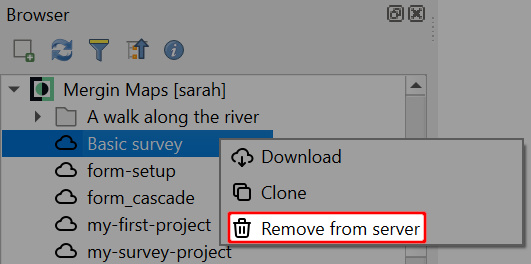 Browser
Mergin Maps [sarah]
A walk along the river
Basic survey
Download
form-setup
Clone
form_cascade
my-first-project
Remove from server
my-survey-project